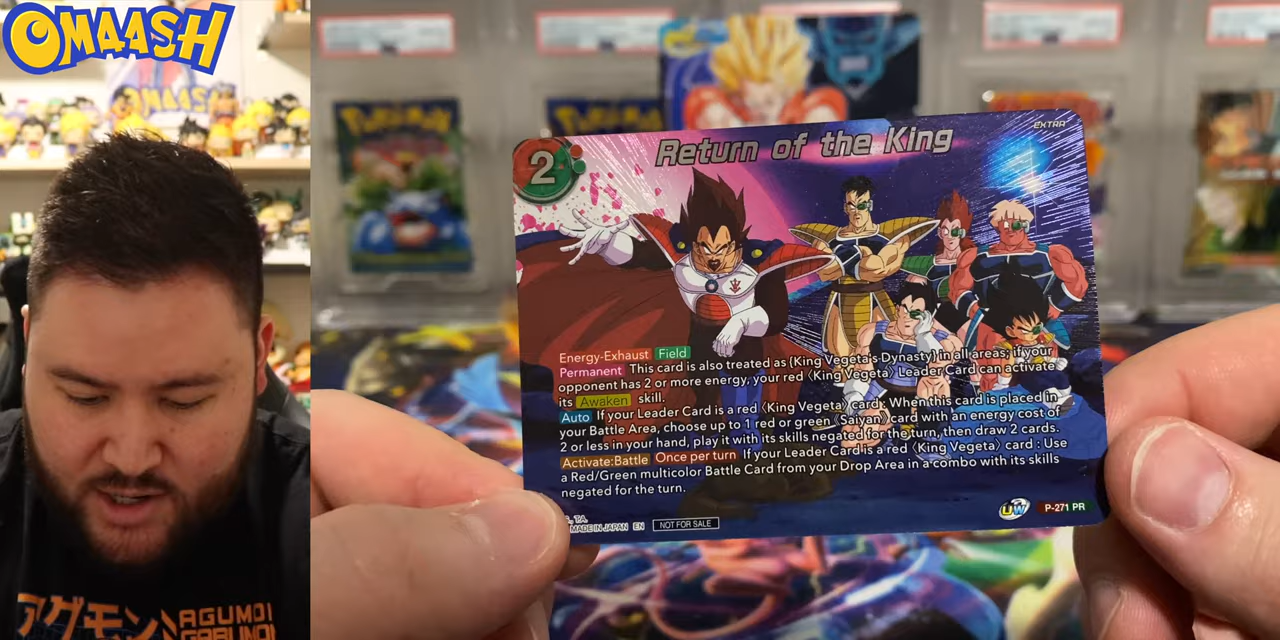 OMAASH
OMAASH
POKéMON
POKéMON
2
Return of the King
EXTRA
Energy-Exhaust Field
Permanent This card is also treated as {King Vegeta's Dynasty} in all areas; if your
opponent has 2 or more energy, your red 〈King Vegeta〉 Leader Card can activate
its Awaken skill.
Auto If your Leader Card is a red 〈King Vegeta〉 card : When this card is placed in
your Battle Area, choose up to 1 red or green 《Saiyan》 card with an energy cost of
2 or less in your hand, play it with its skills negated for the turn, then draw 2 cards.
Activate:Battle Once per turn If your Leader Card is a red 〈King Vegeta〉 card : Use
a Red/Green multicolor Battle Card from your Drop Area in a combo with its skills
negated for the turn.
T.A.
MADE IN JAPAN EN NOT FOR SALE
UW P-271 PR
アグモン
AGUMO
GABUMO